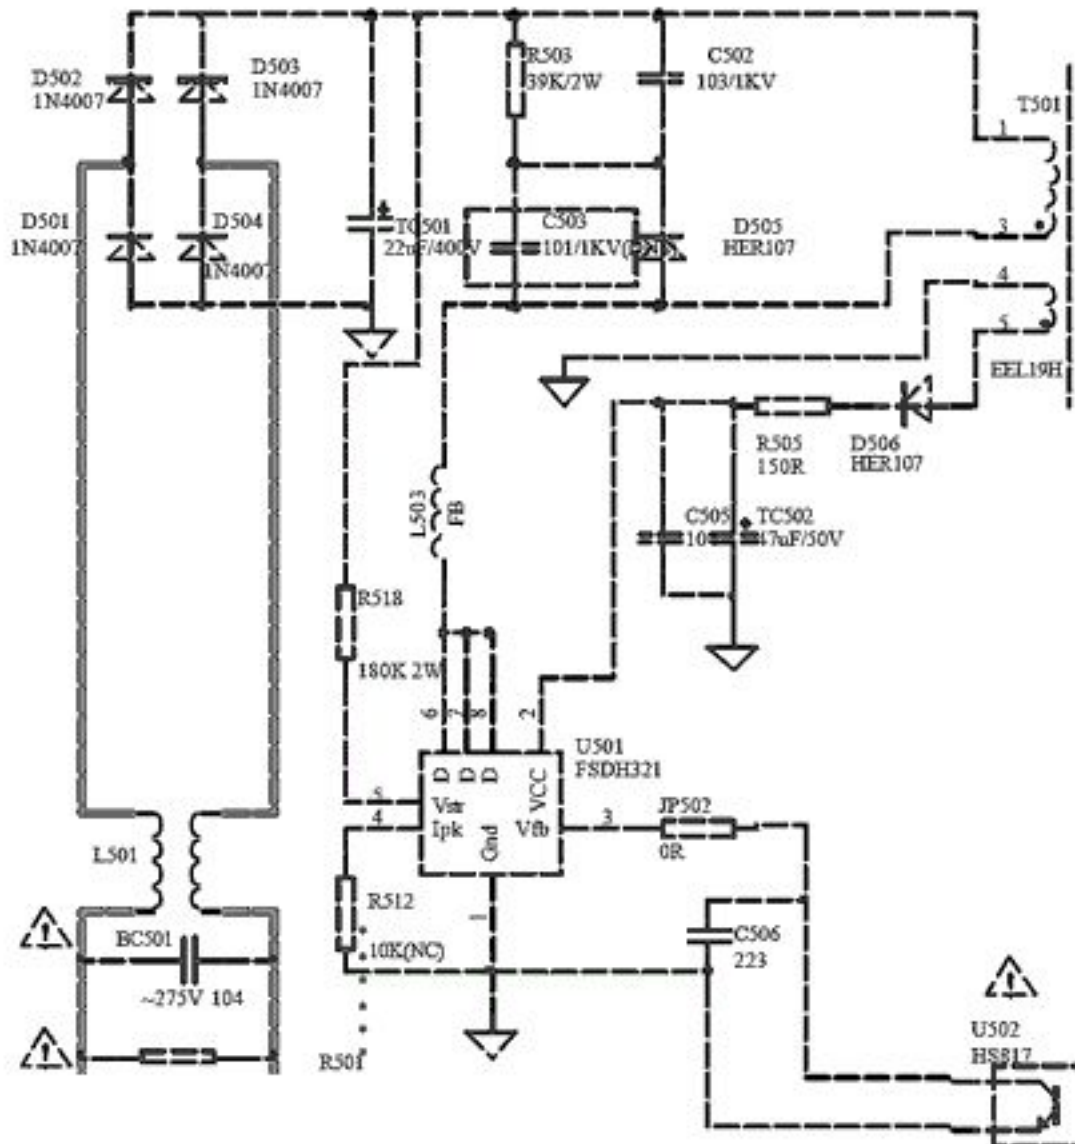 D502
1N4007
D503
1N4007
R503
39K/2W
C502
103/1KV
T501
1
D501
1N4007
D504
1N4007
TC501
22uF/400V
C503
101/1KV
D505
HER107
3
4
5
EEL19H
R505
150R
D506
HER107
L503
FB
C505
TC502
47uF/50V
R518
180K 2W
6
7
8
2
U501
FSDH321
D
D
D
VCC
5
Vstr
4
Ipk
Gnd
Vfb
3
JP502
0R
L501
R512
1
10K(NC)
BC501
~275V 104
C506
223
R501
U502
HS817